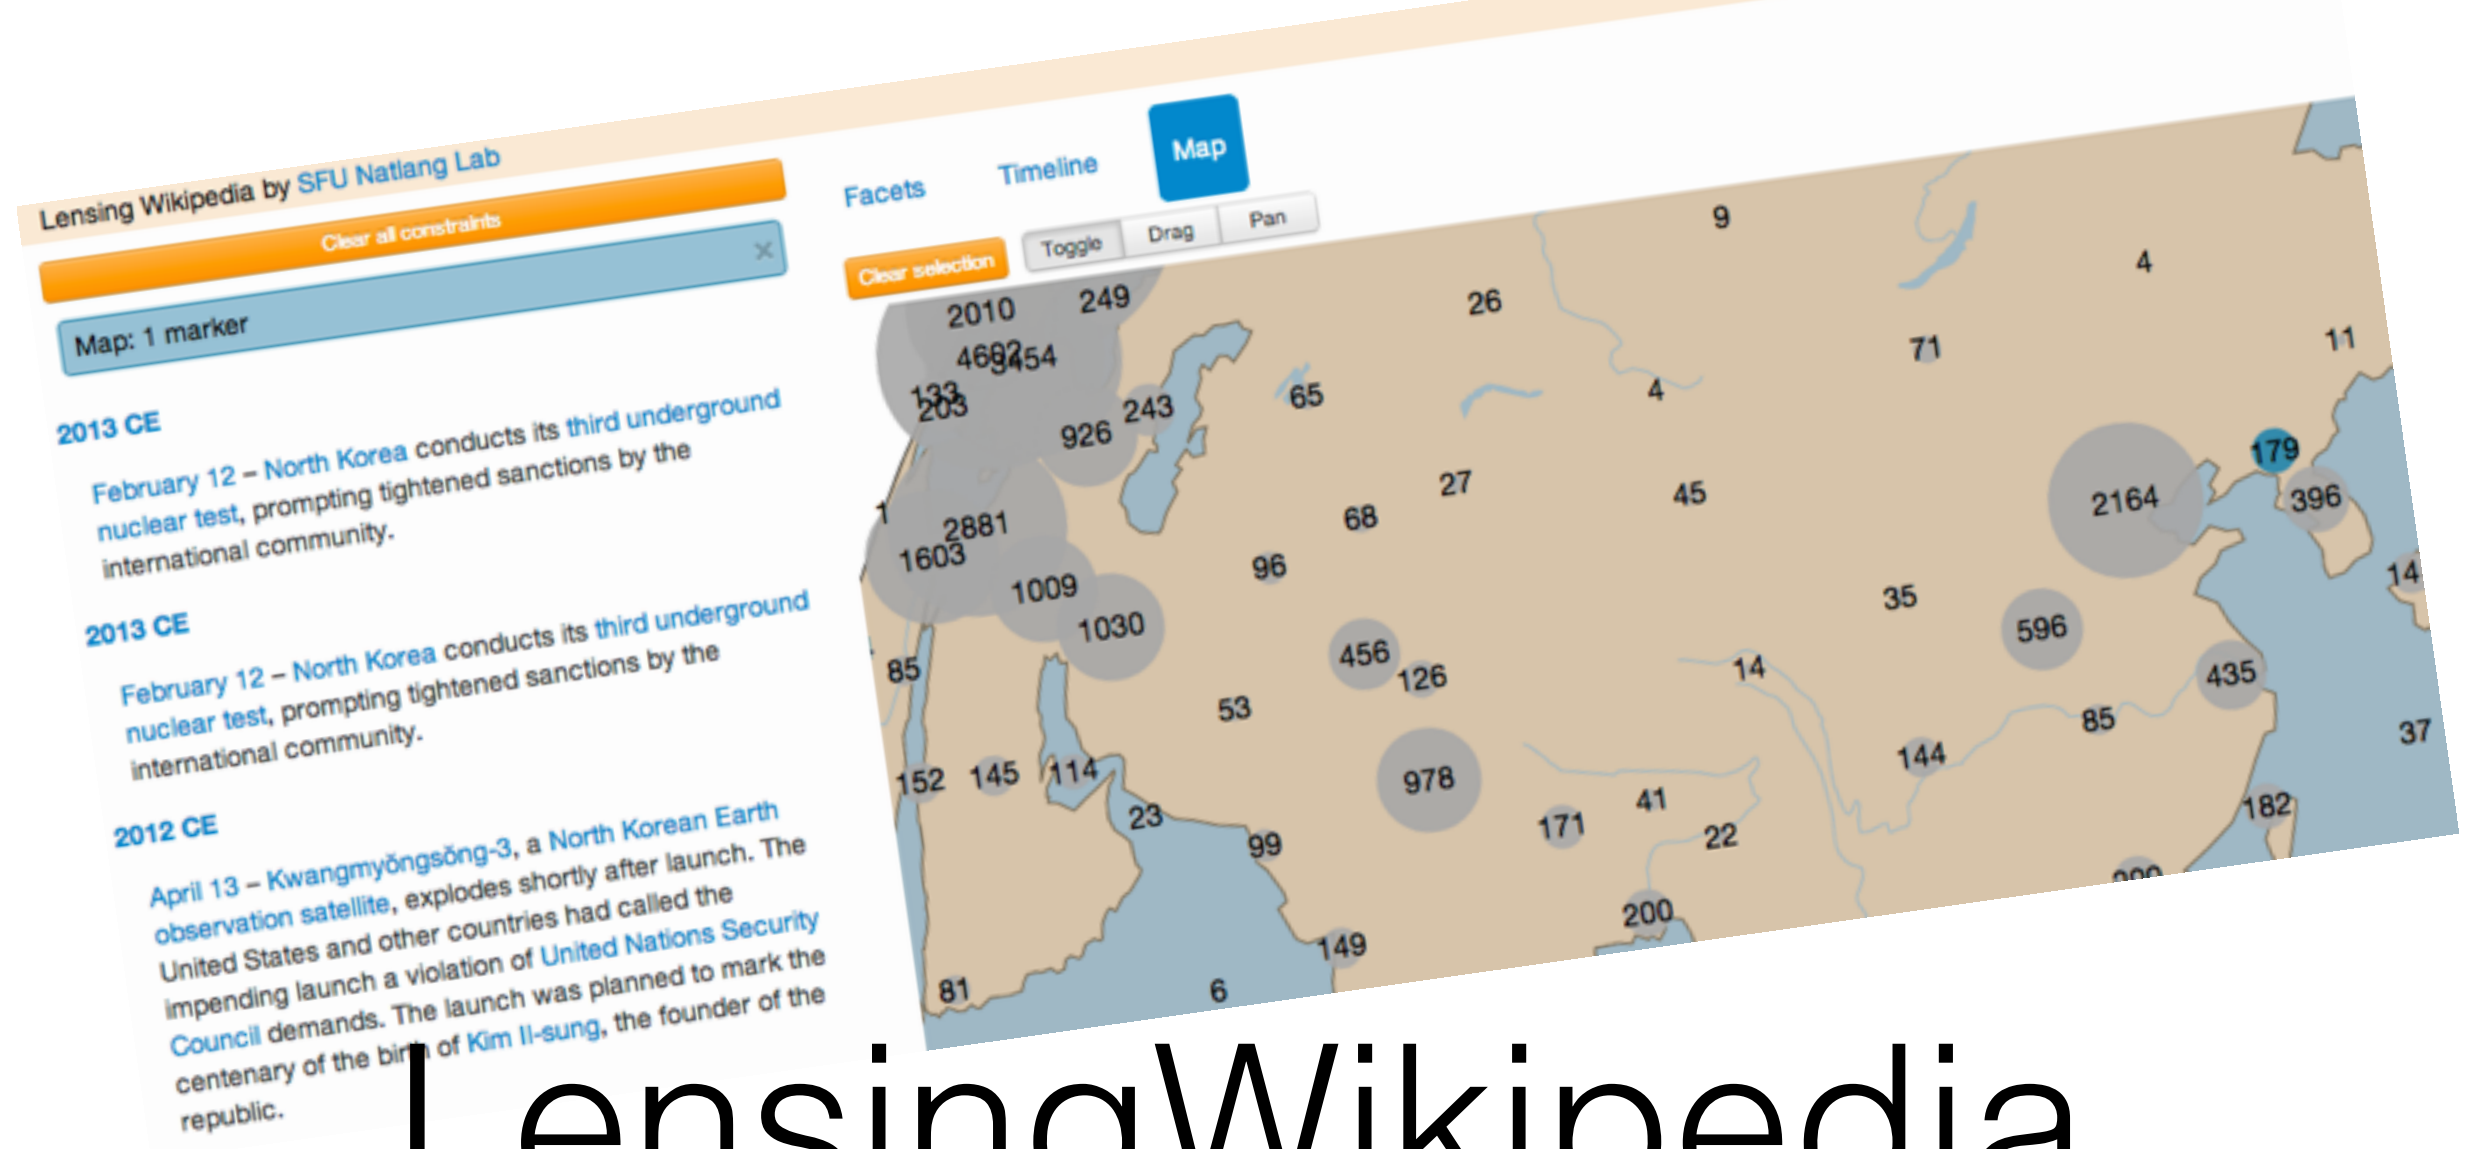 Lensing Wikipedia by SFU Natlang Lab
Clear all constraints
Map: 1 marker
×
2013 CE
February 12 – North Korea conducts its third underground
nuclear test, prompting tightened sanctions by the
international community.
2013 CE
February 12 – North Korea conducts its third underground
nuclear test, prompting tightened sanctions by the
international community.
2012 CE
April 13 – Kwangmyŏngsŏng-3, a North Korean Earth
observation satellite, explodes shortly after launch. The
United States and other countries had called the
impending launch a violation of United Nations Security
Council demands. The launch was planned to mark the
centenary of the birth of Kim Il-sung, the founder of the
republic.
Facets Timeline Map
Clear selection Toggle Drag Pan
2010 249 26 9 4
4602 3454
133 203 926 243 65 4 71 11
1 2881 68 27 45 2164 179 396
1603 1009 1030 96 35 596 14
85 53 456 126 14 435
152 145 114 978 144 85 37
23 99 171 41 22 182
200
149
81 6
LensingWikipedia